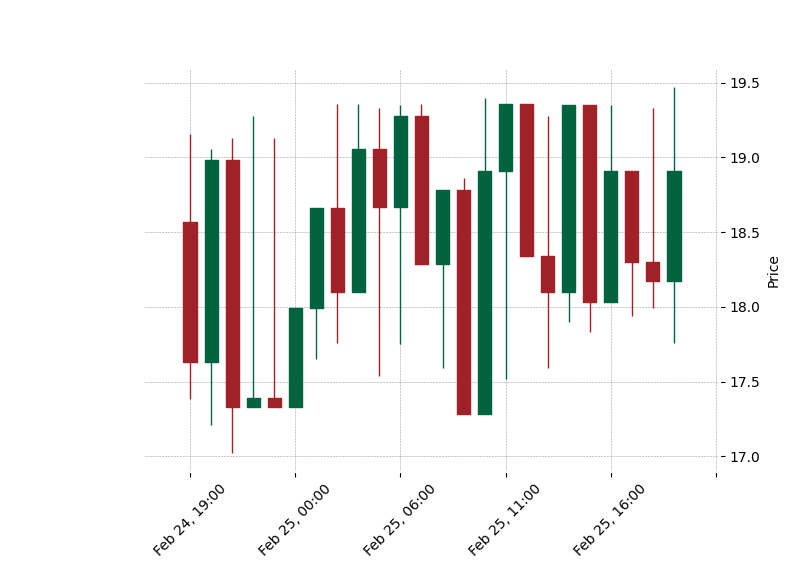 19.5
19.0
18.5
18.0
17.5
17.0
Price
Feb 24, 19:00
Feb 25, 00:00
Feb 25, 06:00
Feb 25, 11:00
Feb 25, 16:00